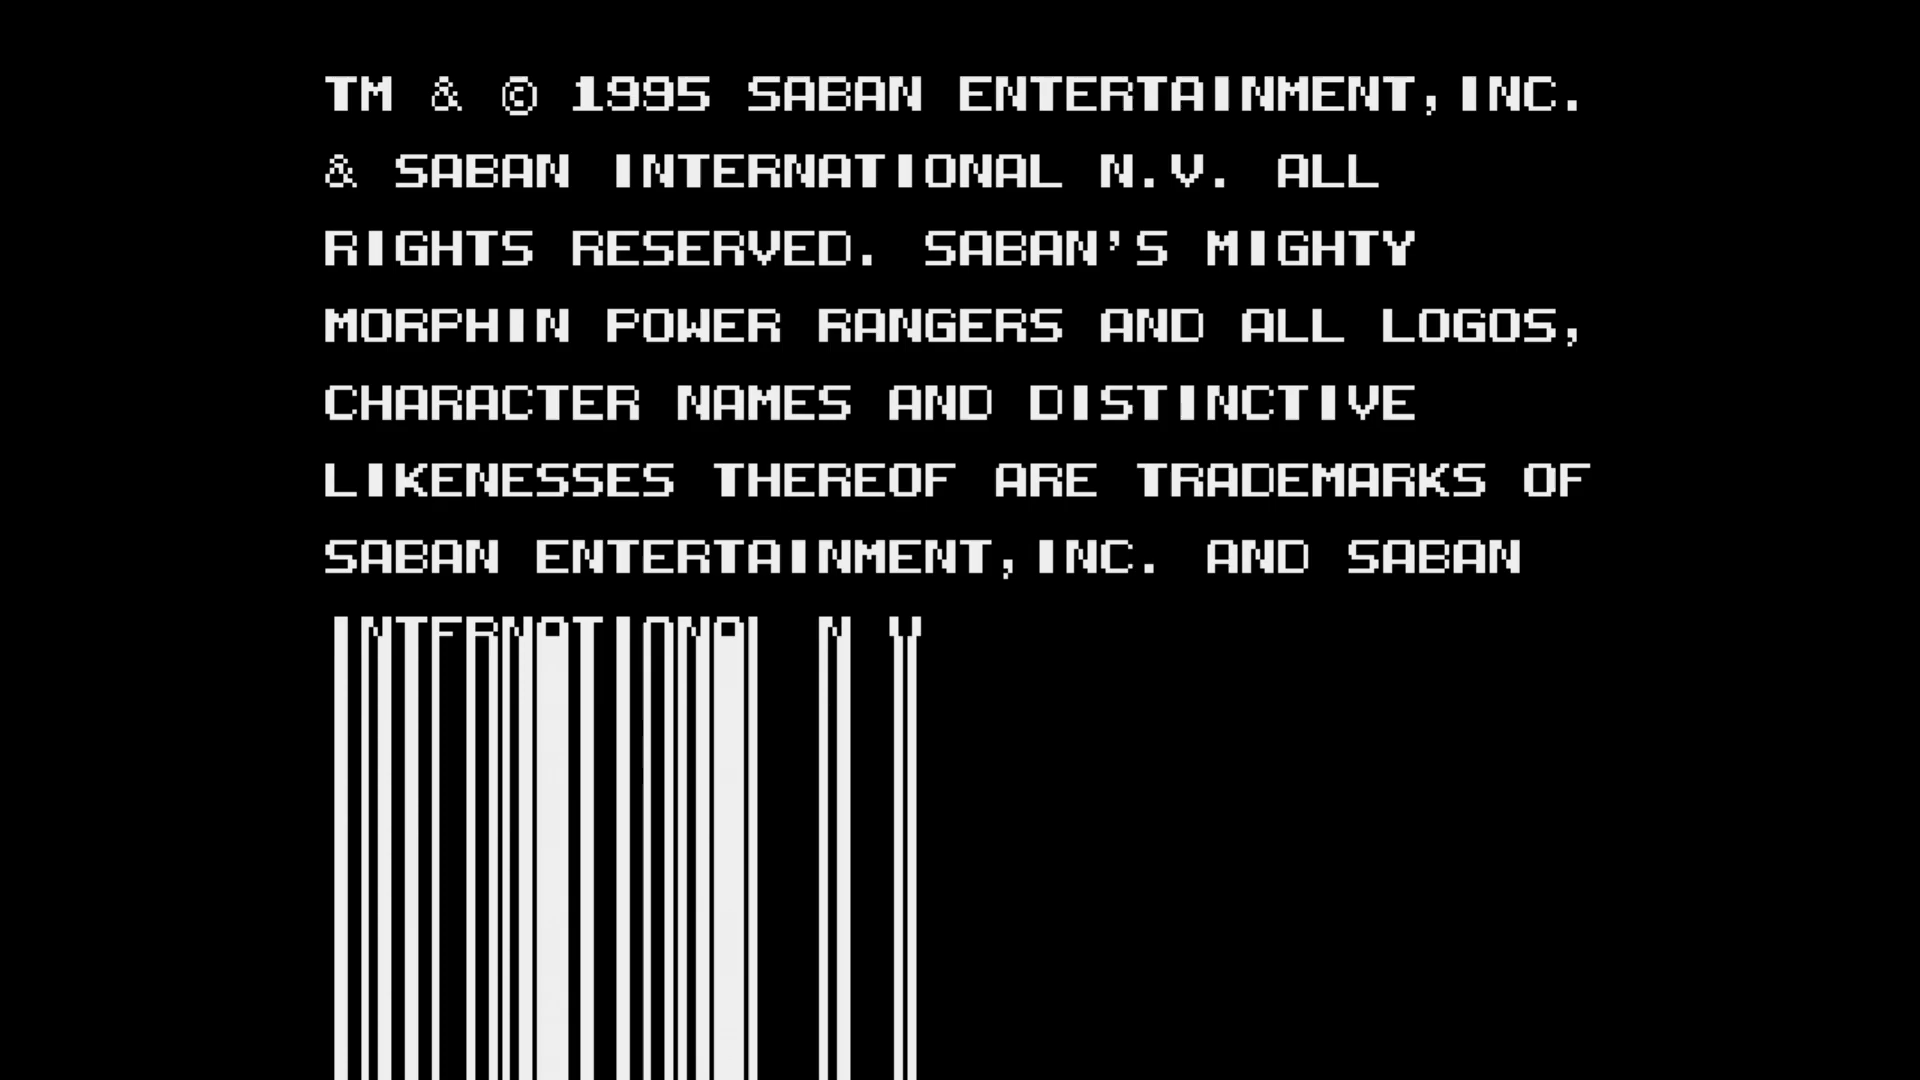 TM & © 1995 SABAN ENTERTAINMENT,INC.
& SABAN INTERNATIONAL N.V. ALL
RIGHTS RESERVED. SABAN'S MIGHTY
MORPHIN POWER RANGERS AND ALL LOGOS,
CHARACTER NAMES AND DISTINCTIVE
LIKENESSES THEREOF ARE TRADEMARKS OF
SABAN ENTERTAINMENT,INC. AND SABAN
INTERNATIONAL N V